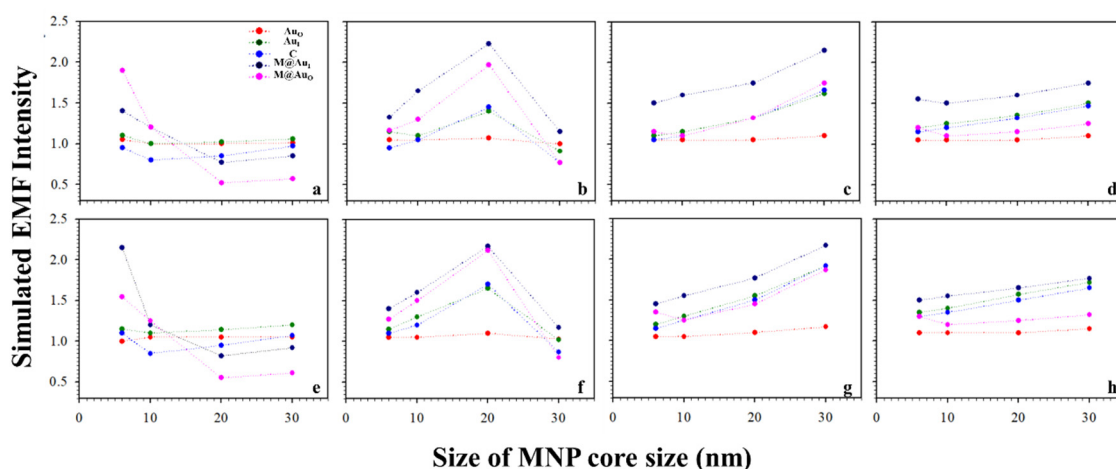 Simulated EMF Intensity
2.5
2.0
1.5
1.0
0.5
Au_O
Au_I
C
M@Au_I
M@Au_O
a
b
c
d
2.5
2.0
1.5
1.0
0.5
e
f
g
h
0 10 20 30
0 10 20 30
0 10 20 30
0 10 20 30
Size of MNP core size (nm)